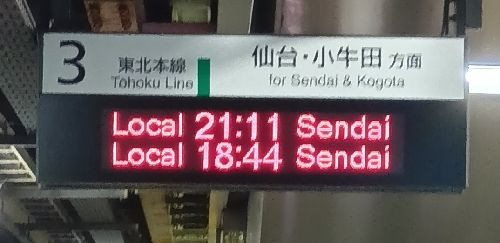 3 東北本線 仙台・小牛田 方面
Tōhoku Line for Sendai & Kogota
Local 21:11 Sendai
Local 18:44 Sendai